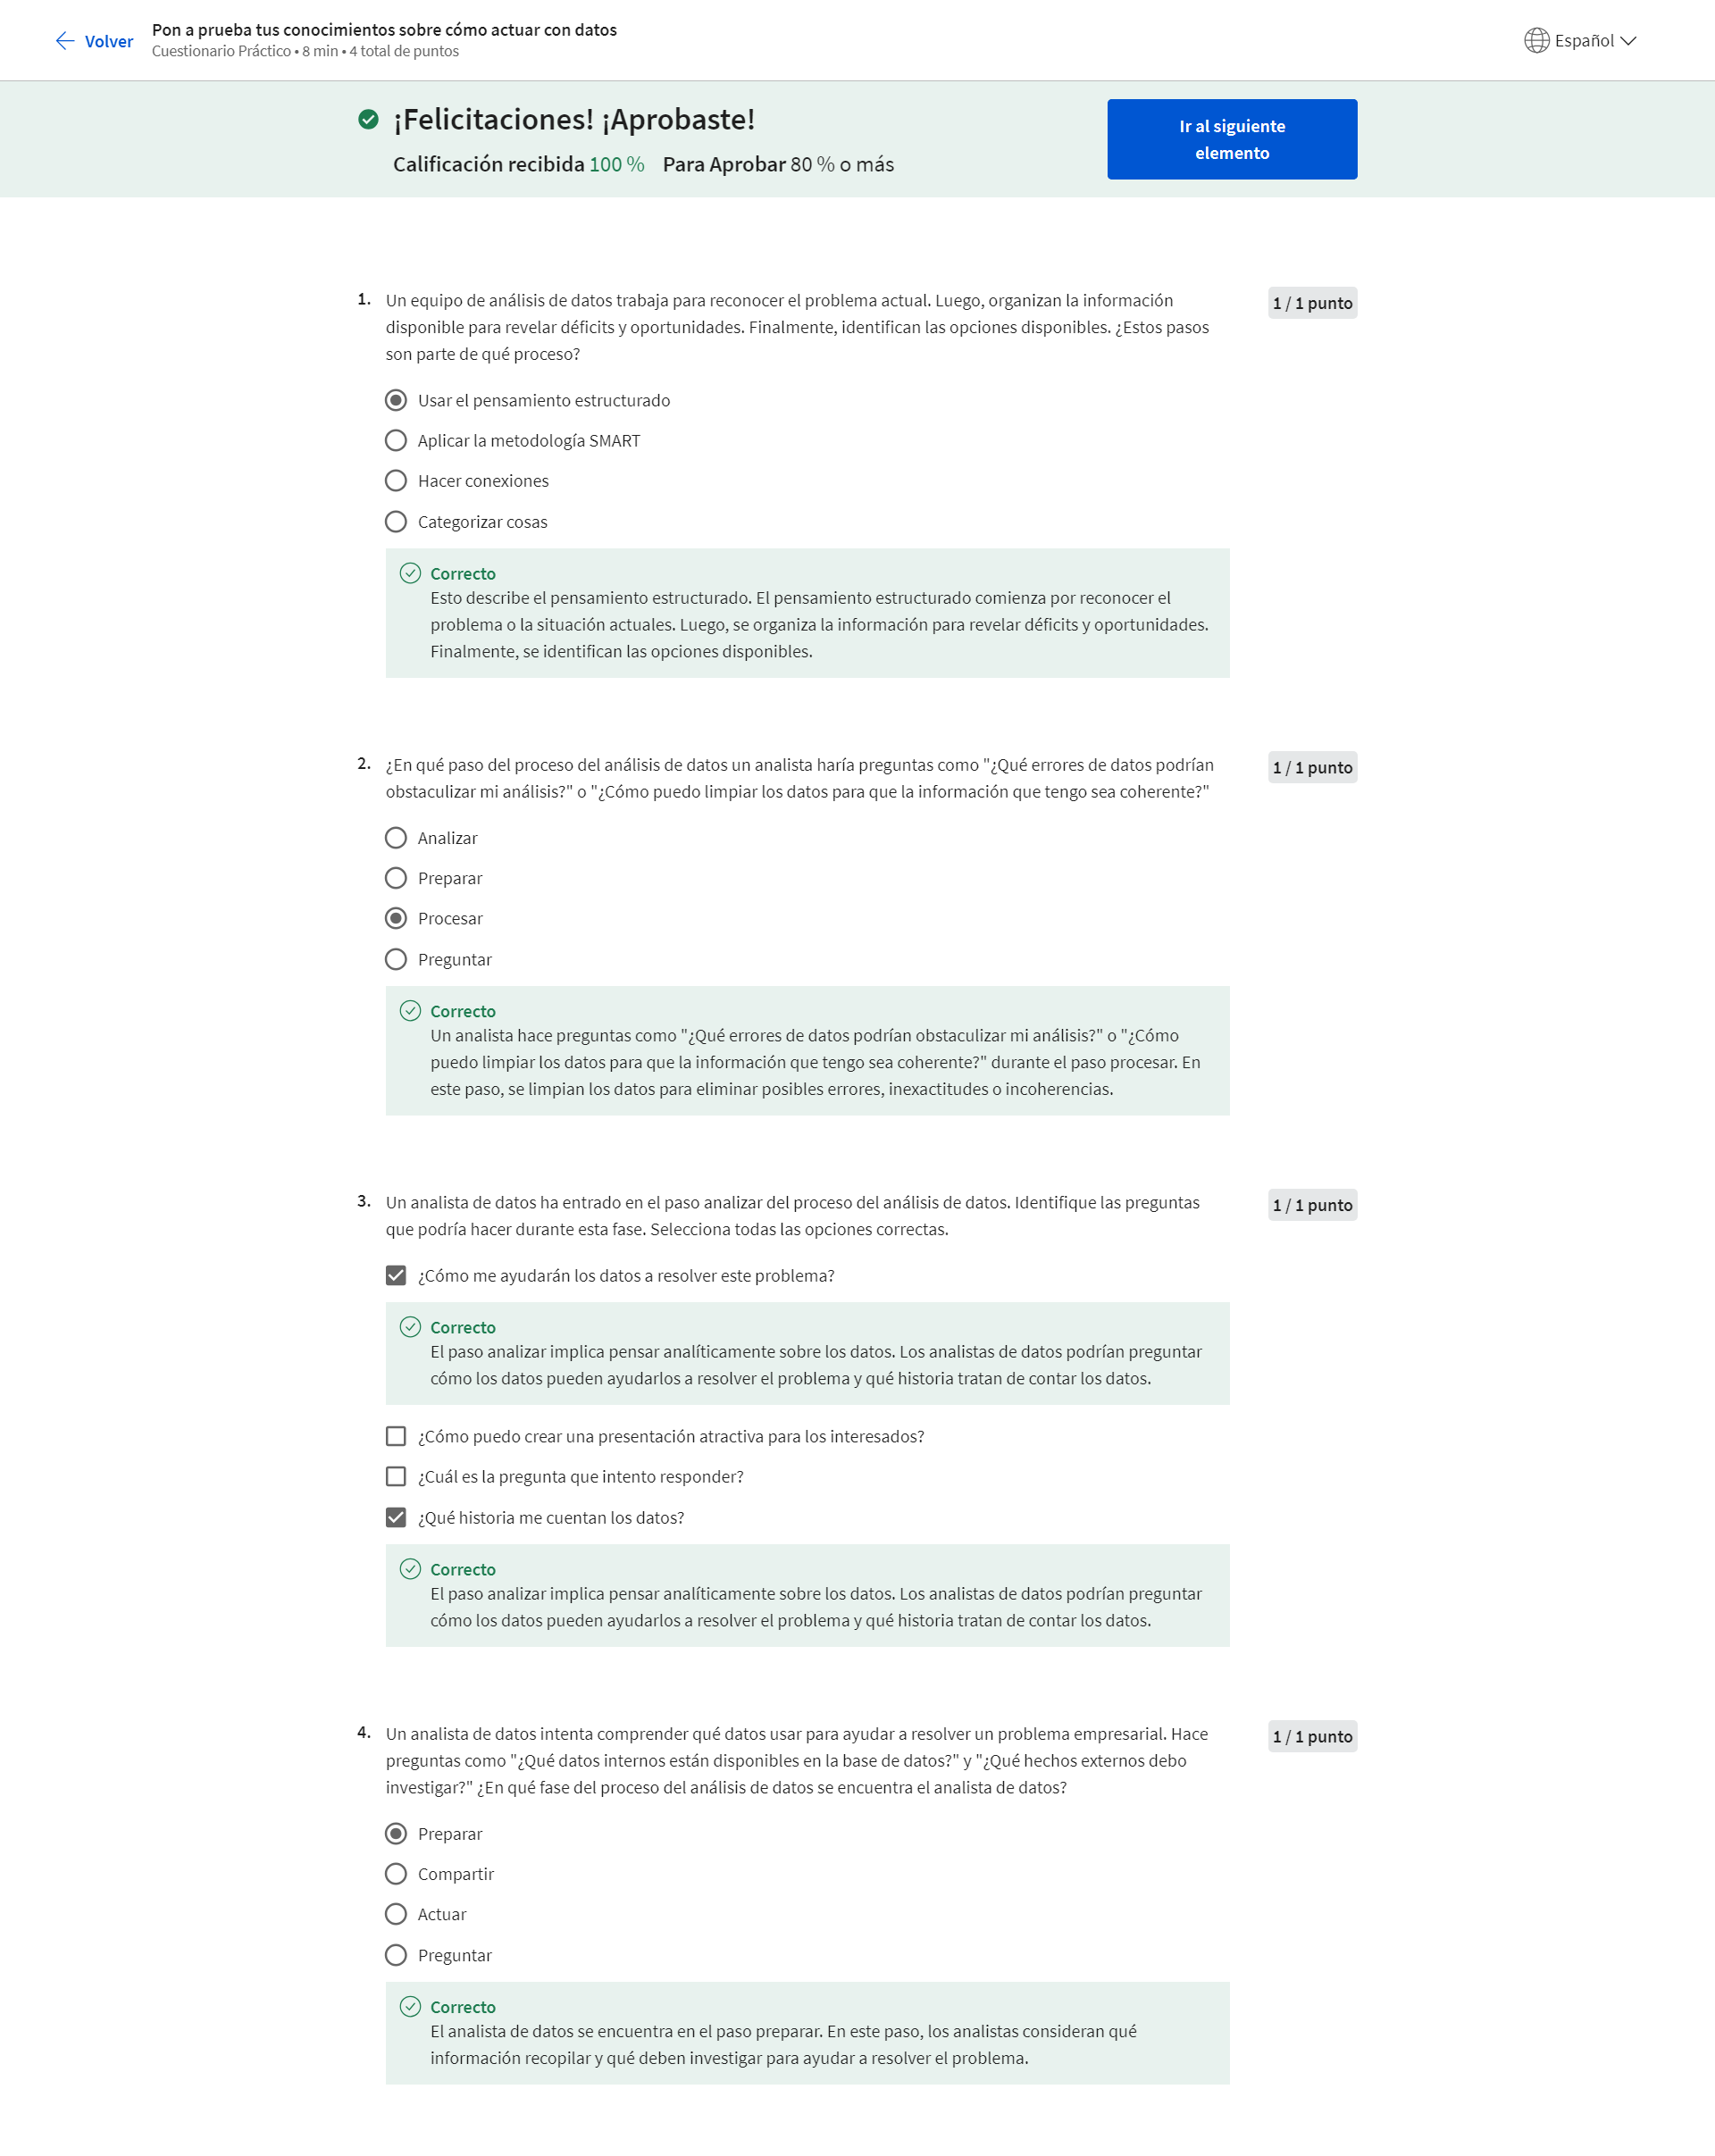 Volver
Pon a prueba tus conocimientos sobre cómo actuar con datos
Cuestionario Práctico • 8 min • 4 total de puntos
Español
¡Felicitaciones! ¡Aprobaste!
Calificación recibida 100 % Para Aprobar 80 % o más
Ir al siguiente
elemento
1. Un equipo de análisis de datos trabaja para reconocer el problema actual. Luego, organizan la información
disponible para revelar déficits y oportunidades. Finalmente, identifican las opciones disponibles. ¿Estos pasos
son parte de qué proceso?
1 / 1 punto
Usar el pensamiento estructurado
Aplicar la metodología SMART
Hacer conexiones
Categorizar cosas
Correcto
Esto describe el pensamiento estructurado. El pensamiento estructurado comienza por reconocer el
problema o la situación actuales. Luego, se organiza la información para revelar déficits y oportunidades.
Finalmente, se identifican las opciones disponibles.
2. ¿En qué paso del proceso del análisis de datos un analista haría preguntas como "¿Qué errores de datos podrían
obstaculizar mi análisis?" o "¿Cómo puedo limpiar los datos para que la información que tengo sea coherente?"
1 / 1 punto
Analizar
Preparar
Procesar
Preguntar
Correcto
Un analista hace preguntas como "¿Qué errores de datos podrían obstaculizar mi análisis?" o "¿Cómo
puedo limpiar los datos para que la información que tengo sea coherente?" durante el paso procesar. En
este paso, se limpian los datos para eliminar posibles errores, inexactitudes o incoherencias.
3. Un analista de datos ha entrado en el paso analizar del proceso del análisis de datos. Identifique las preguntas
que podría hacer durante esta fase. Selecciona todas las opciones correctas.
1 / 1 punto
¿Cómo me ayudarán los datos a resolver este problema?
Correcto
El paso analizar implica pensar analíticamente sobre los datos. Los analistas de datos podrían preguntar
cómo los datos pueden ayudarlos a resolver el problema y qué historia tratan de contar los datos.
¿Cómo puedo crear una presentación atractiva para los interesados?
¿Cuál es la pregunta que intento responder?
¿Qué historia me cuentan los datos?
Correcto
El paso analizar implica pensar analíticamente sobre los datos. Los analistas de datos podrían preguntar
cómo los datos pueden ayudarlos a resolver el problema y qué historia tratan de contar los datos.
4. Un analista de datos intenta comprender qué datos usar para ayudar a resolver un problema empresarial. Hace
preguntas como "¿Qué datos internos están disponibles en la base de datos?" y "¿Qué hechos externos debo
investigar?" ¿En qué fase del proceso del análisis de datos se encuentra el analista de datos?
1 / 1 punto
Preparar
Compartir
Actuar
Preguntar
Correcto
El analista de datos se encuentra en el paso preparar. En este paso, los analistas consideran qué
información recopilar y qué deben investigar para ayudar a resolver el problema.